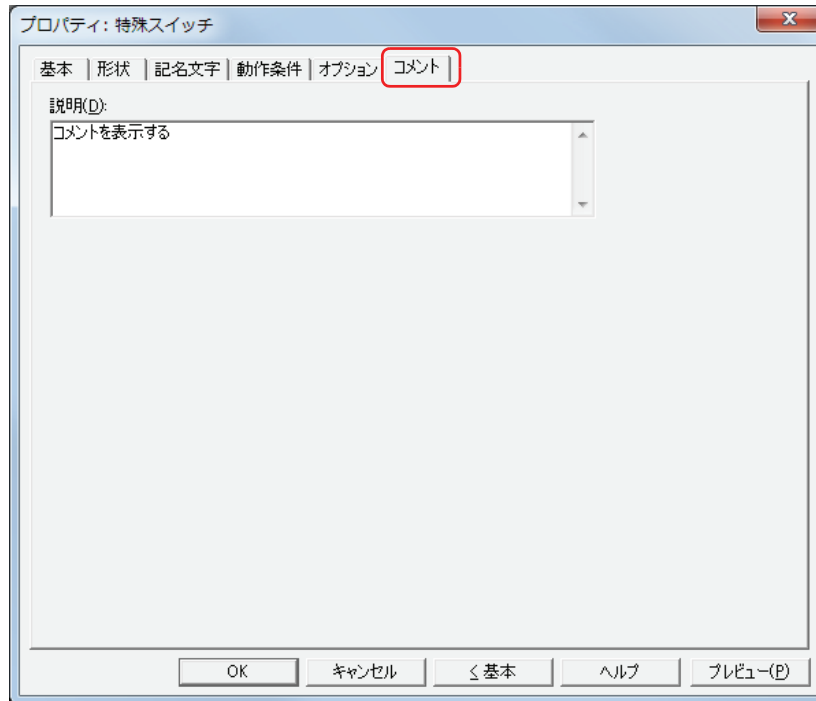 プロパティ: 特殊スイッチ
基本 形状 記名文字 動作条件 オプション コメント
説明(D):
コメントを表示する
OK キャンセル <基本 ヘルプ プレビュー(P)